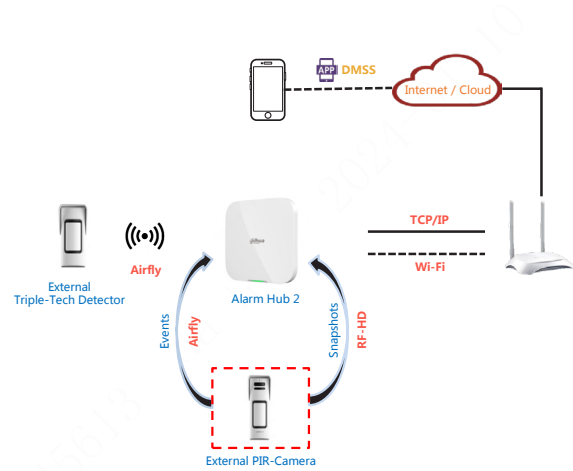 APP DMSS
Internet / Cloud
TCP/IP
Wi-Fi
Airfly
External
Triple-Tech Detector
alhua
Alarm Hub 2
Events
Airfly
Snapshots
RF-HD
External PIR-Camera